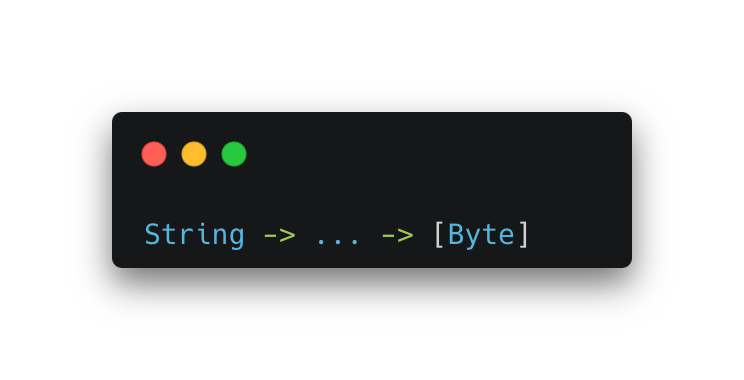 String -> ... -> [Byte]